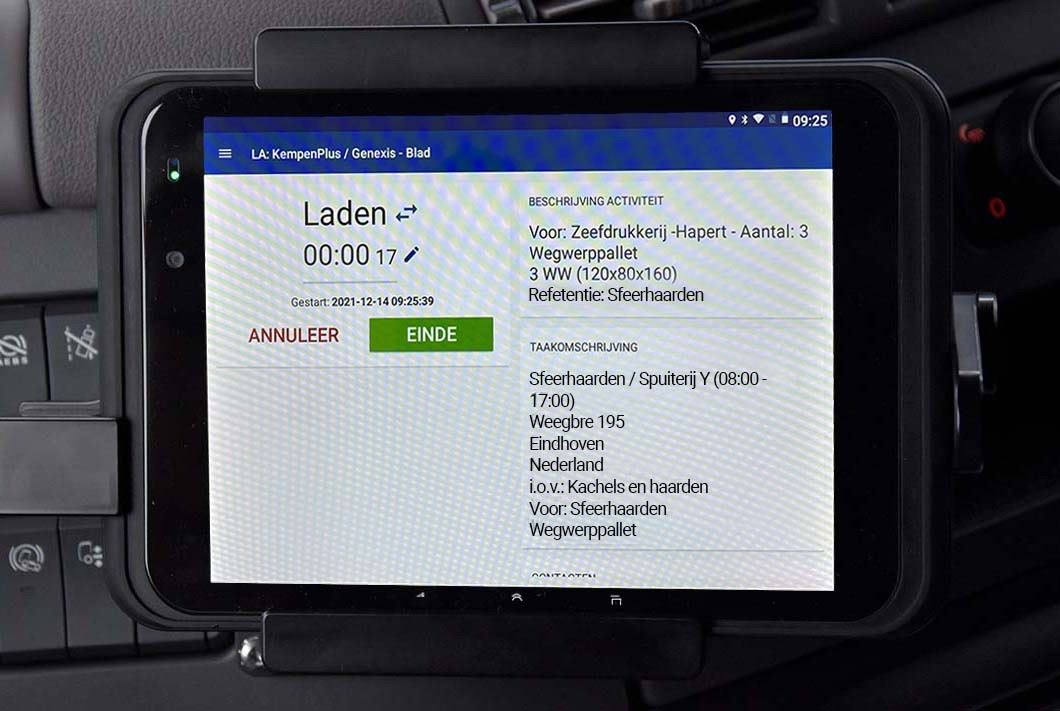 09:25
LA: KempenPlus / Genexis - Blad
Laden
00:00 17
Gestart: 2021-12-14 09:25:39
ANNULEER
EINDE
BESCHRIJVING ACTIVITEIT
Voor: Zeefdrukkerij -Hapert - Aantal: 3
Wegwerppallet
3 WW (120x80x160)
Refetentie: Sfeerhaarden
TAAKOMSCHRIJVING
Sfeerhaarden / Spuiterij Y (08:00 -
17:00)
Weegbre 195
Eindhoven
Nederland
i.o.v.: Kachels en haarden
Voor: Sfeerhaarden
Wegwerppallet
CONTACTEN
0